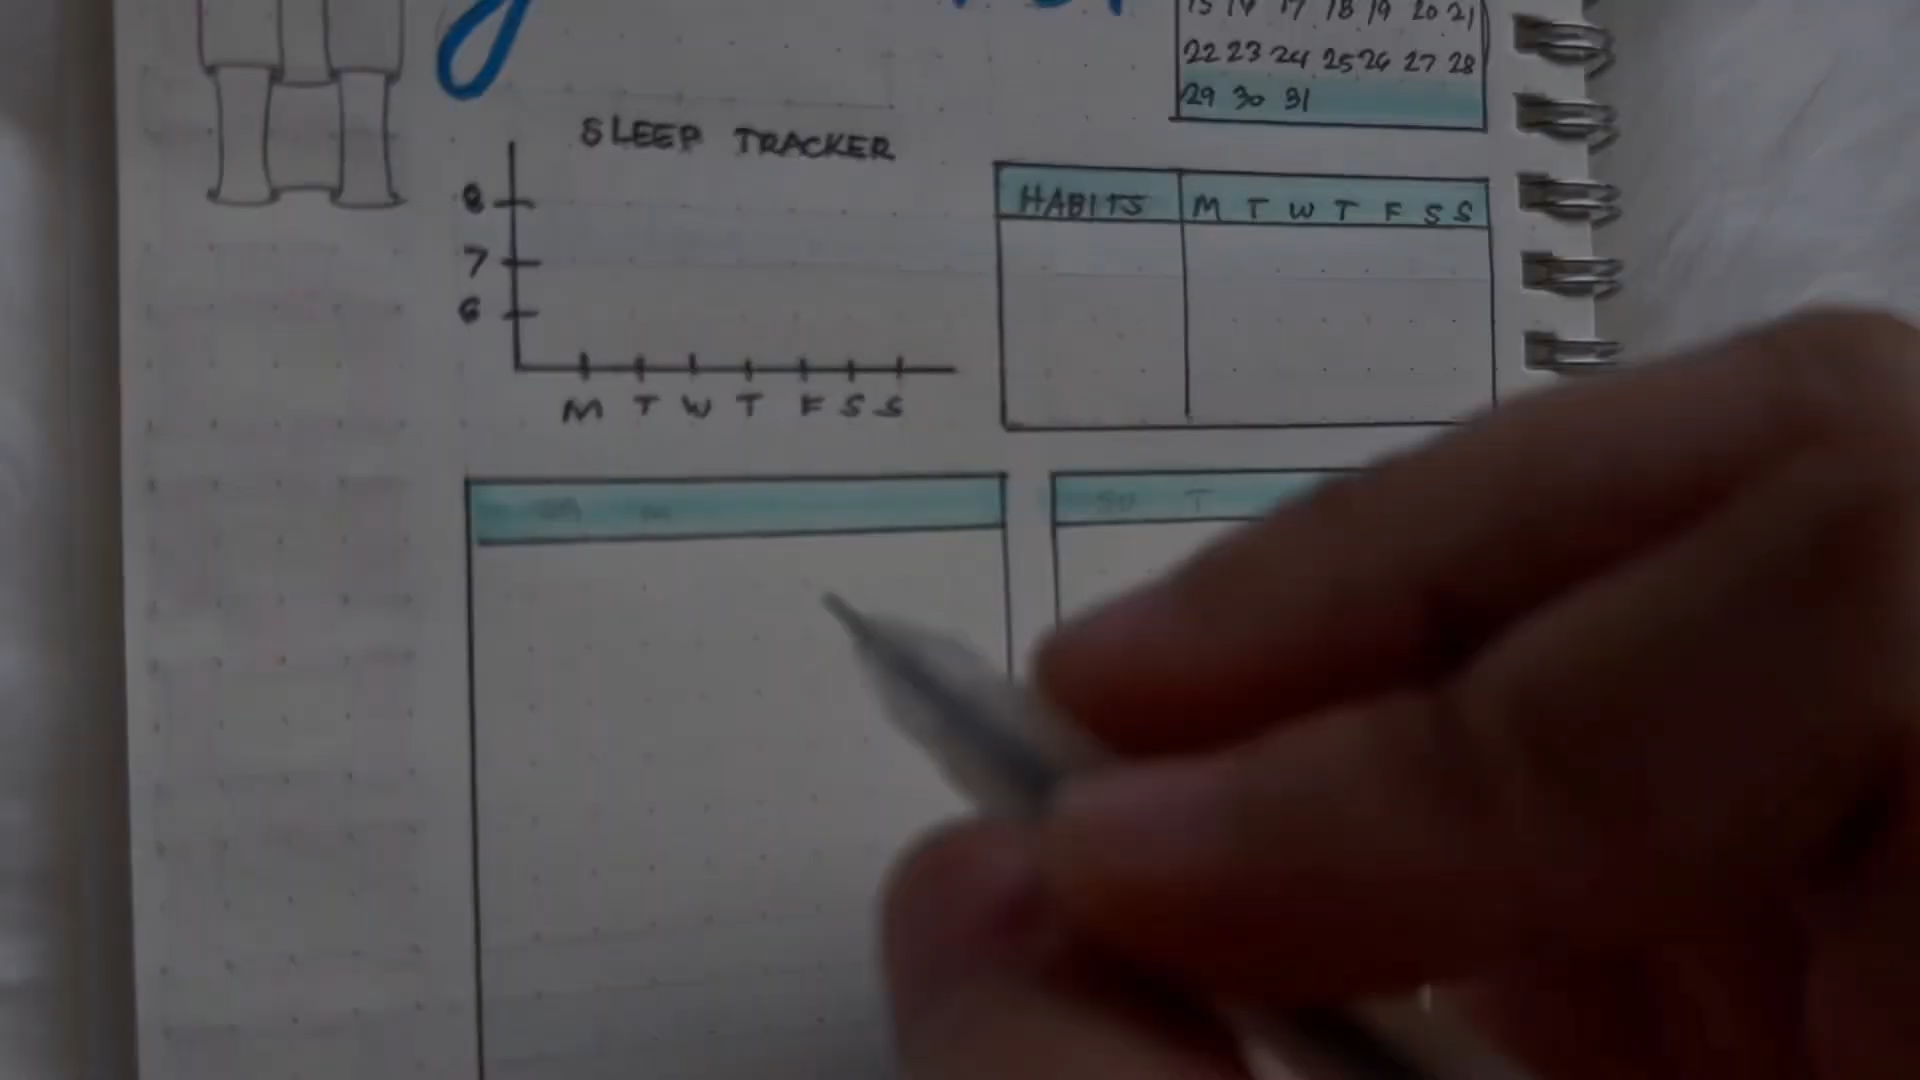 15 16 17 18 19 20 21
22 23 24 25 26 27 28
29 30 31
SLEEP TRACKER
8
7
6
M T W T F S S
HABITS M T W T F S S